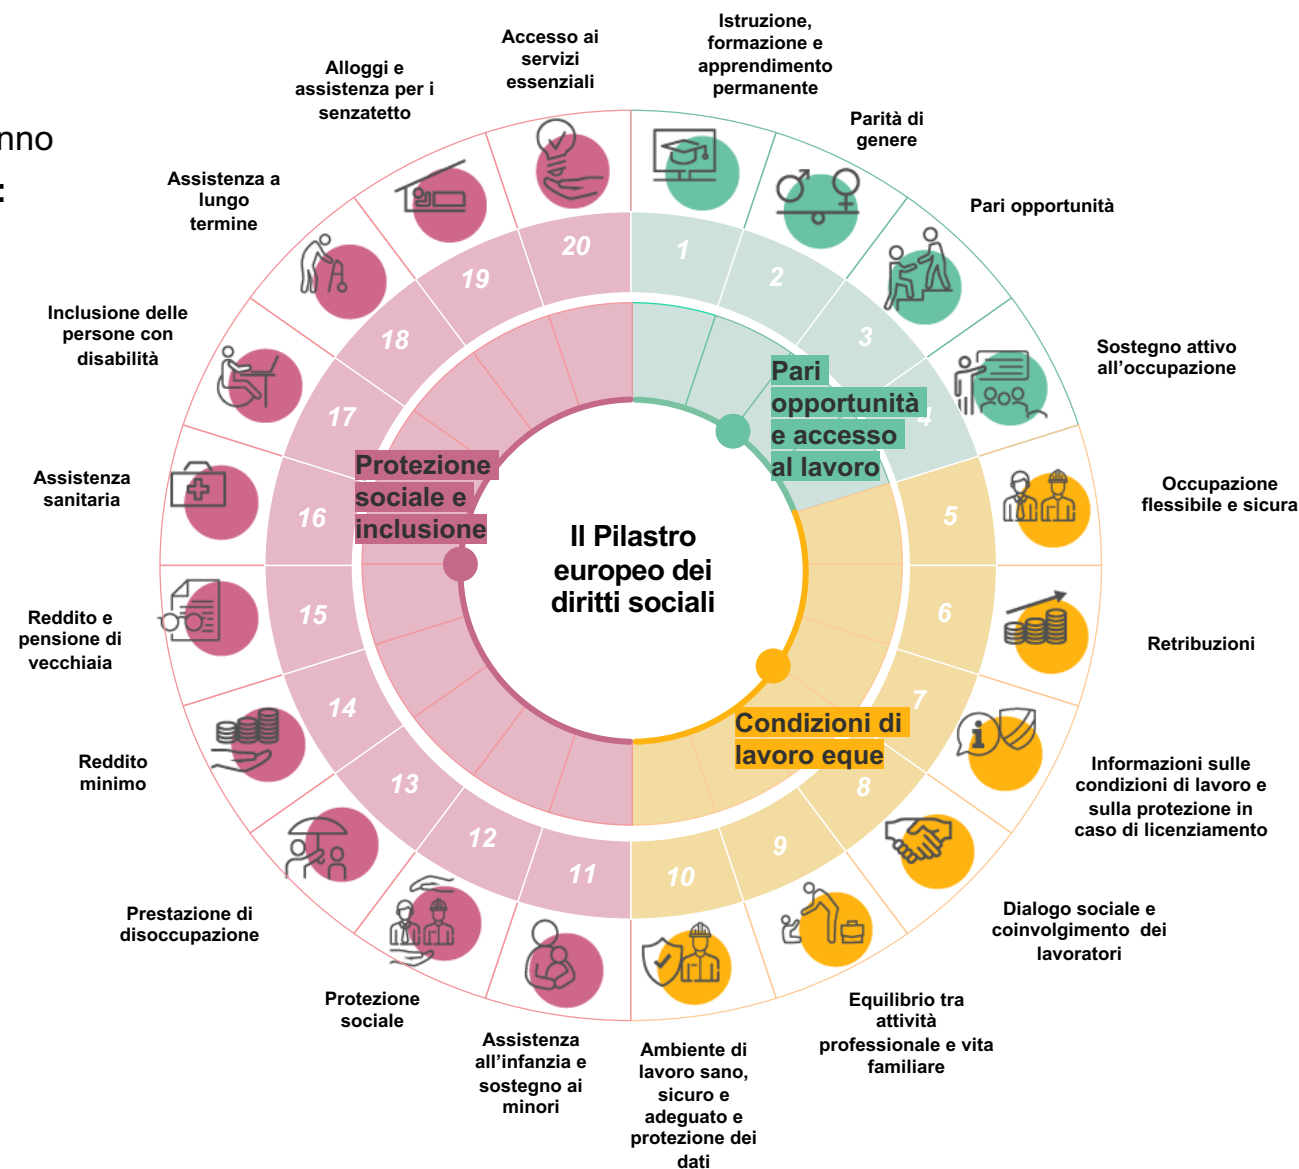 anno
:
Istruzione,
formazione e
apprendimento
permanente
Parità di
genere
Pari opportunità
Sostegno attivo
all'occupazione
Occupazione
flessibile e sicura
Retribuzioni
Informazioni sulle
condizioni di lavoro e
sulla protezione in
caso di licenziamento
Dialogo sociale e
coinvolgimento dei
lavoratori
Equilibrio tra
attività
professionale e vita
familiare
Ambiente di
lavoro sano,
sicuro e
adeguato e
protezione dei
dati
Assistenza
all'infanzia e
sostegno ai
minori
Protezione
sociale
Prestazione di
disoccupazione
Reddito
minimo
Reddito e
pensione di
vecchiaia
Assistenza
sanitaria
Inclusione delle
persone con
disabilità
Assistenza a
lungo
termine
Alloggi e
assistenza per i
senzatetto
Accesso ai
servizi
essenziali
1
2
3
4
5
6
7
8
9
10
11
12
13
14
15
16
17
18
19
20
Pari
opportunità
e accesso
al lavoro
Condizioni di
lavoro eque
Protezione
sociale e
inclusione
Il Pilastro
europeo dei
diritti sociali
i